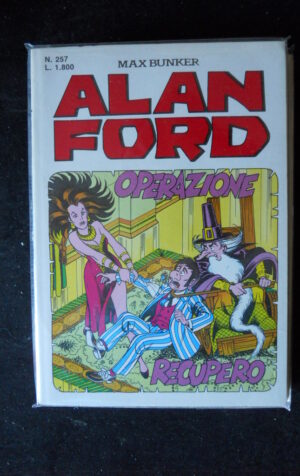 N. 257
L. 1.800
MAX BUNKER
ALAN
FORD
OPERAZIONE
RECUPERO